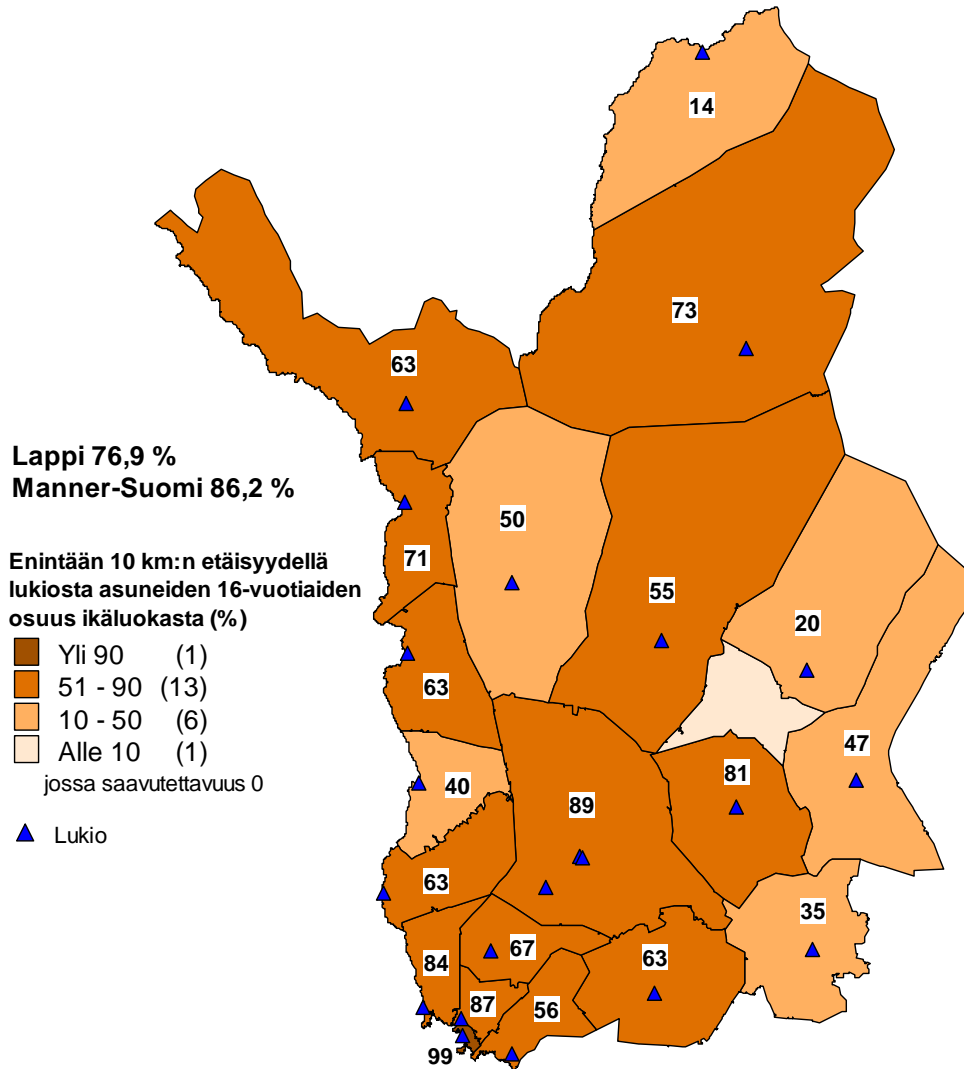 14
73
63
Lappi 76,9 %
Manner-Suomi 86,2 %
50
71
Enintään 10 km:n etäisyydellä
lukiosta asuneiden 16-vuotiaiden
osuus ikäluokasta (%)
55
20
Yli 90 (1)
51 - 90 (13)
63
10 - 50 (6)
Alle 10 (1)
47
jossa saavutettavuus 0
81
40
89
Lukio
63
35
67
84
63
87
56
99